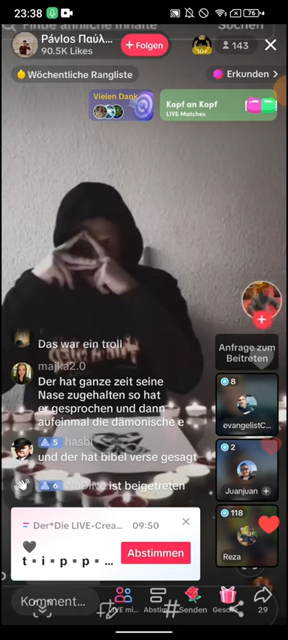 23:38
76
Finde ähnliche Inhalte
Suchen
Pávlos Παύλ...
90.5K Likes
+ Folgen
143
Wöchentliche Rangliste
Erkunden
Vielen Dank
Kopf an Kopf
LIVE Matches
Das war ein troll
majka2.0
Der hat ganze zeit seine
Nase zugehalten so hat
er gesprochen und dann
aufeinmal die dämonische e
5 hasbi
und der hat bibel verse gesagt
6
ist beigetreten
Anfrage zum
Beitreten
8
evangelistC...
2
Juanjuan
118
Reza
Der*Die LIVE-Crea... 09:50
t ▪ i ▪ p ▪ p ▪ ...
Abstimmen
Komment...
Senden
29